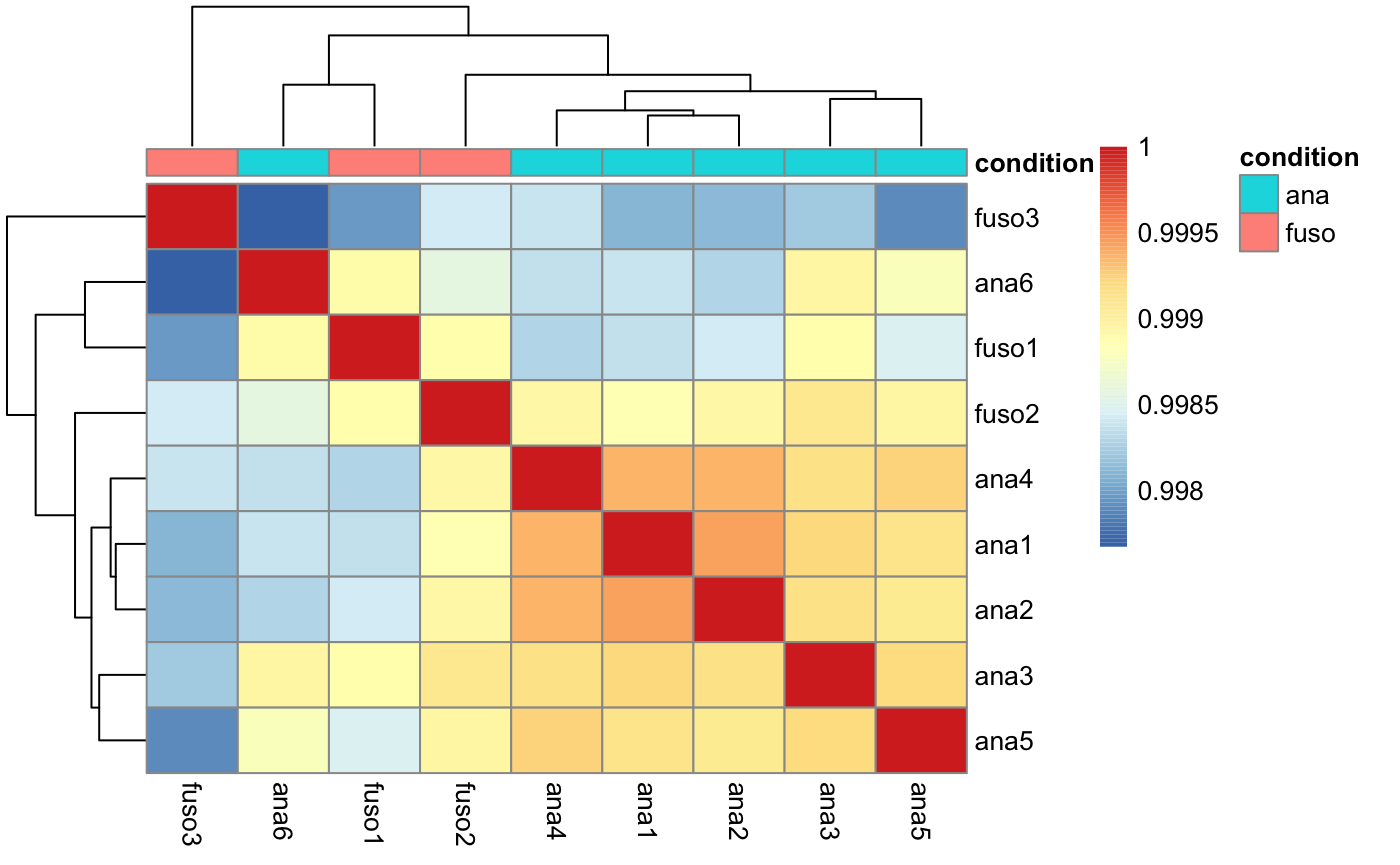 condition
fuso3
ana6
fuso1
fuso2
ana4
ana1
ana2
ana3
ana5
fuso3
ana6
fuso1
fuso2
ana4
ana1
ana2
ana3
ana5
1
0.9995
0.999
0.9985
0.998
condition
ana
fuso